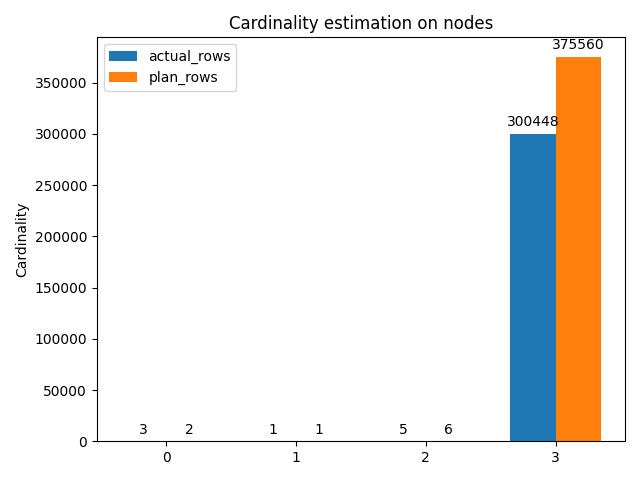 Cardinality estimation on nodes
actual_rows
plan_rows
375560
300448
350000
300000
250000
200000
150000
100000
50000
0
Cardinality
3 2 1 1 5 6
0 1 2 3